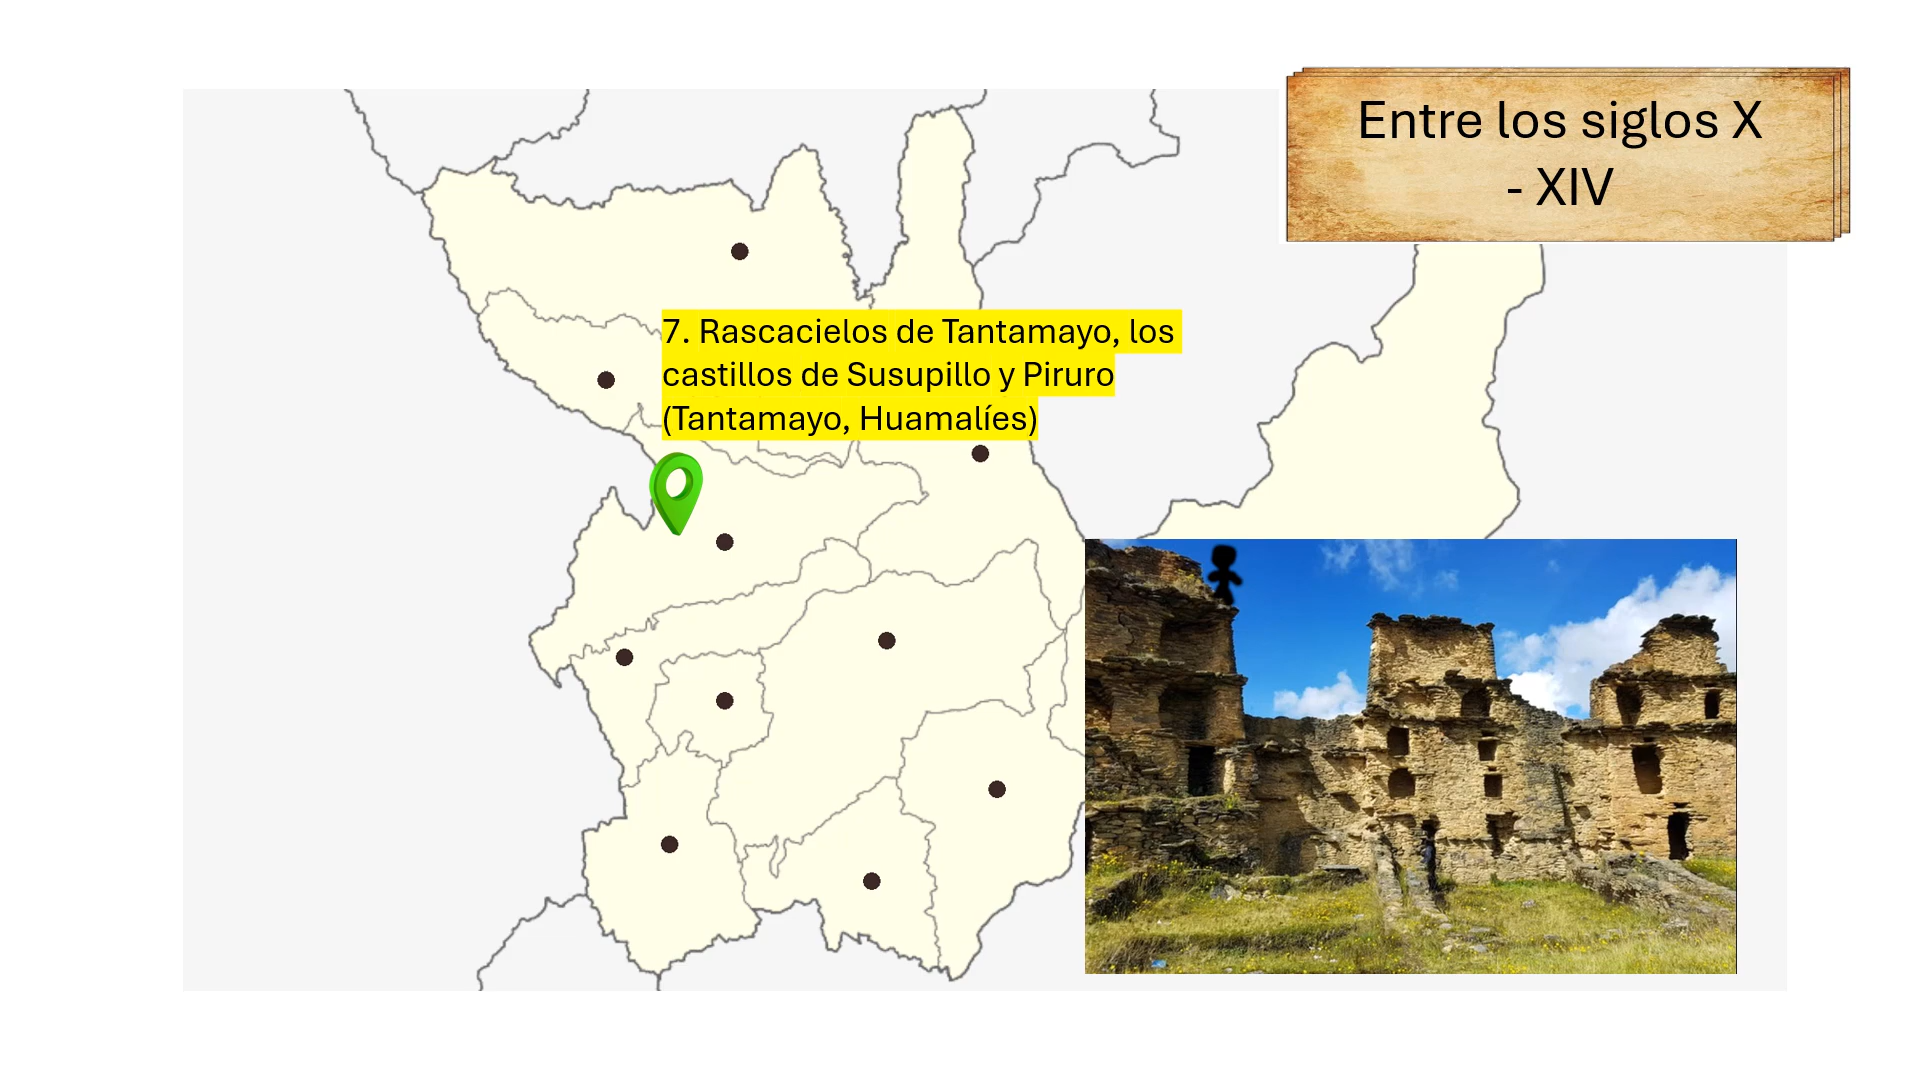 Entre los siglos X
- XIV
7. Rascacielos de Tantamayo, los
castillos de Susupillo y Piruro
(Tantamayo, Huamalíes)